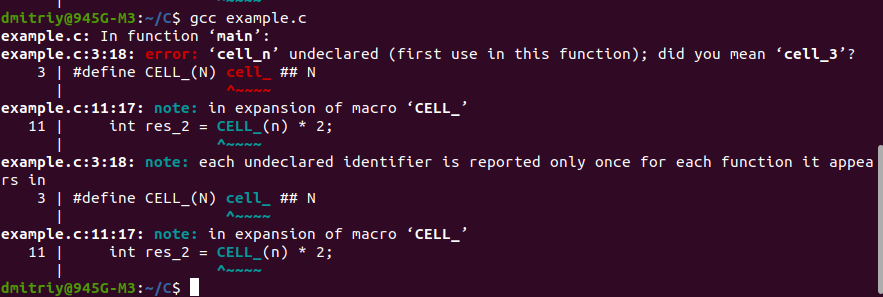 dmitriy@945G-M3:~/C$ gcc example.c
example.c: In function ‘main’:
example.c:3:18: error: ‘cell_n’ undeclared (first use in this function); did you mean ‘cell_3’?
    3 | #define CELL_(N) cell_ ## N
      |                  ^~~~~
example.c:11:17: note: in expansion of macro ‘CELL_’
   11 |     int res_2 = CELL_(n) * 2;
      |                 ^~~~~
example.c:3:18: note: each undeclared identifier is reported only once for each function it appea
rs in
    3 | #define CELL_(N) cell_ ## N
      |                  ^~~~~
example.c:11:17: note: in expansion of macro ‘CELL_’
   11 |     int res_2 = CELL_(n) * 2;
      |                 ^~~~~
dmitriy@945G-M3:~/C$